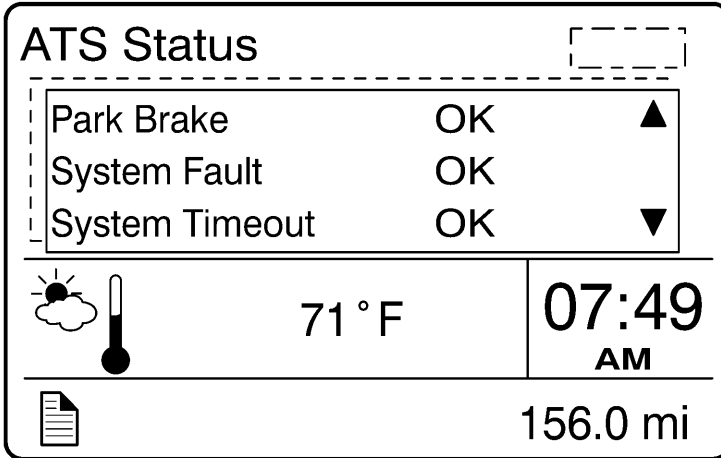 ATS Status
Park Brake OK
System Fault OK
System Timeout OK
71°F
07:49
AM
156.0 mi